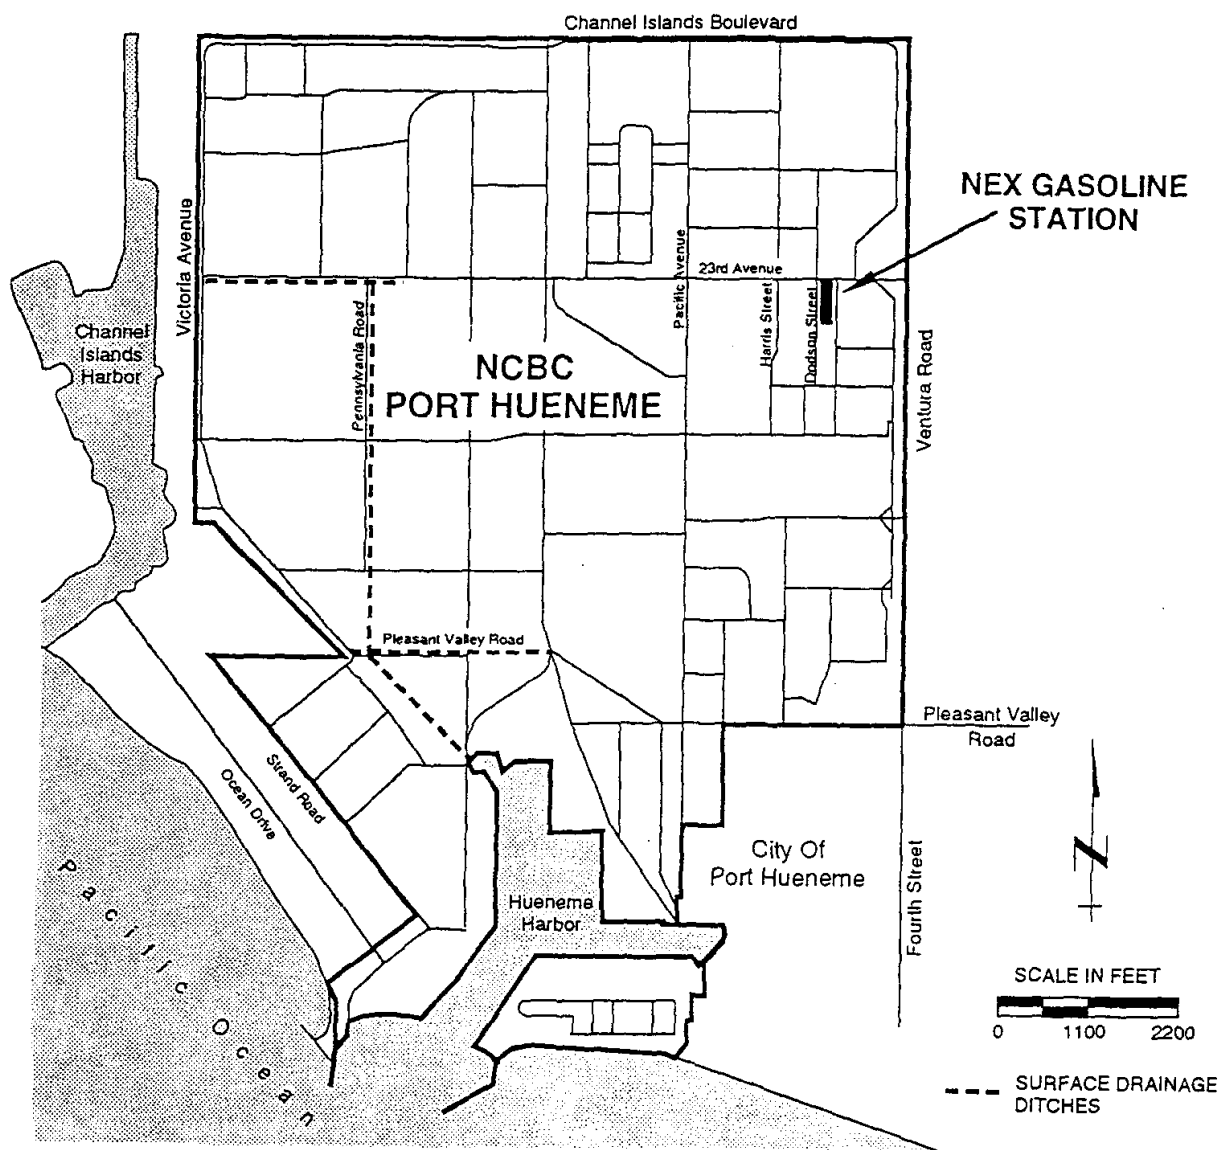 Channel Islands Boulevard
NEX GASOLINE
STATION
Victoria Avenue
Pacific Avenue
23rd Avenue
Channel
Islands
Harbor
Pennsylvania Road
Harris Street
Dodson Street
NCBC
PORT HUENEME
Ventura Road
Pleasant Valley Road
Pleasant Valley
Road
Strand Road
Ocean Drive
City Of
Port Hueneme
Fourth Street
Hueneme
Harbor
Pacific Ocean
N
SCALE IN FEET
0 1100 2200
SURFACE DRAINAGE
DITCHES